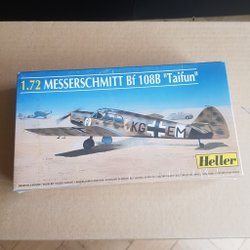 1.72 MESSERSCHMITT Bf 108B "Taifun"
KG EM
Heller